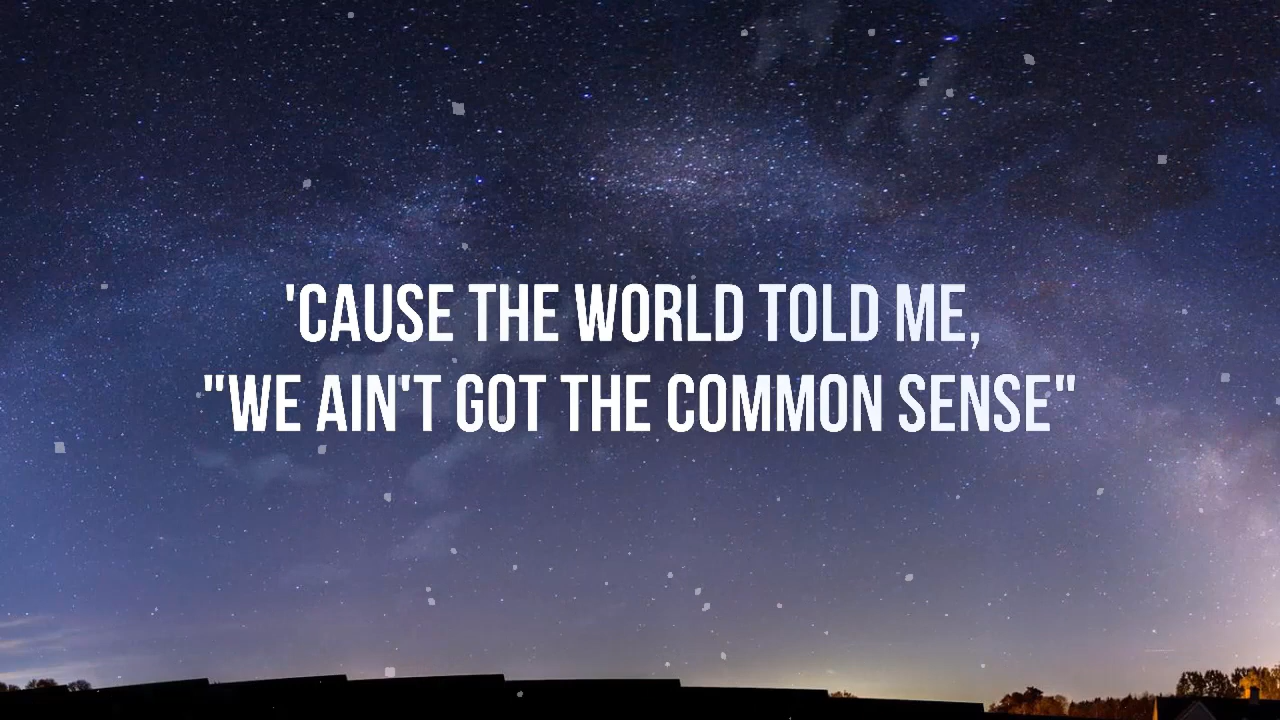 'CAUSE THE WORLD TOLD ME,
"WE AIN'T GOT THE COMMON SENSE"